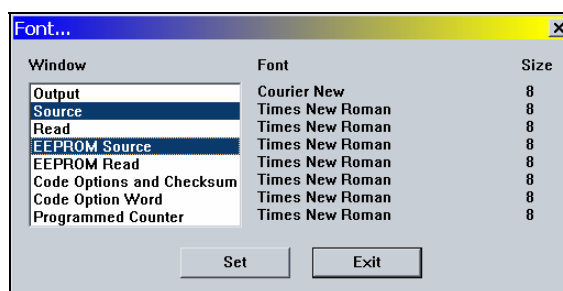 Font...
Window Font Size
Output Courier New 8
Source Times New Roman 8
Read Times New Roman 8
EEPROM Source Times New Roman 8
EEPROM Read Times New Roman 8
Code Options and Checksum Times New Roman 8
Code Option Word Times New Roman 8
Programmed Counter Times New Roman 8
Set Exit